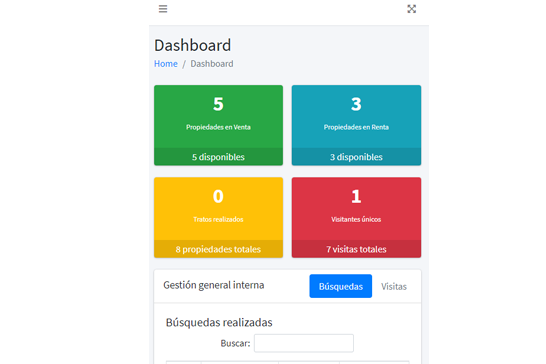 Dashboard
Home / Dashboard
5
Propiedades en Venta
5 disponibles
3
Propiedades en Renta
3 disponibles
0
Tratos realizados
8 propiedades totales
1
Visitantes únicos
7 visitas totales
Gestión general interna
Búsquedas
Visitas
Búsquedas realizadas
Buscar: